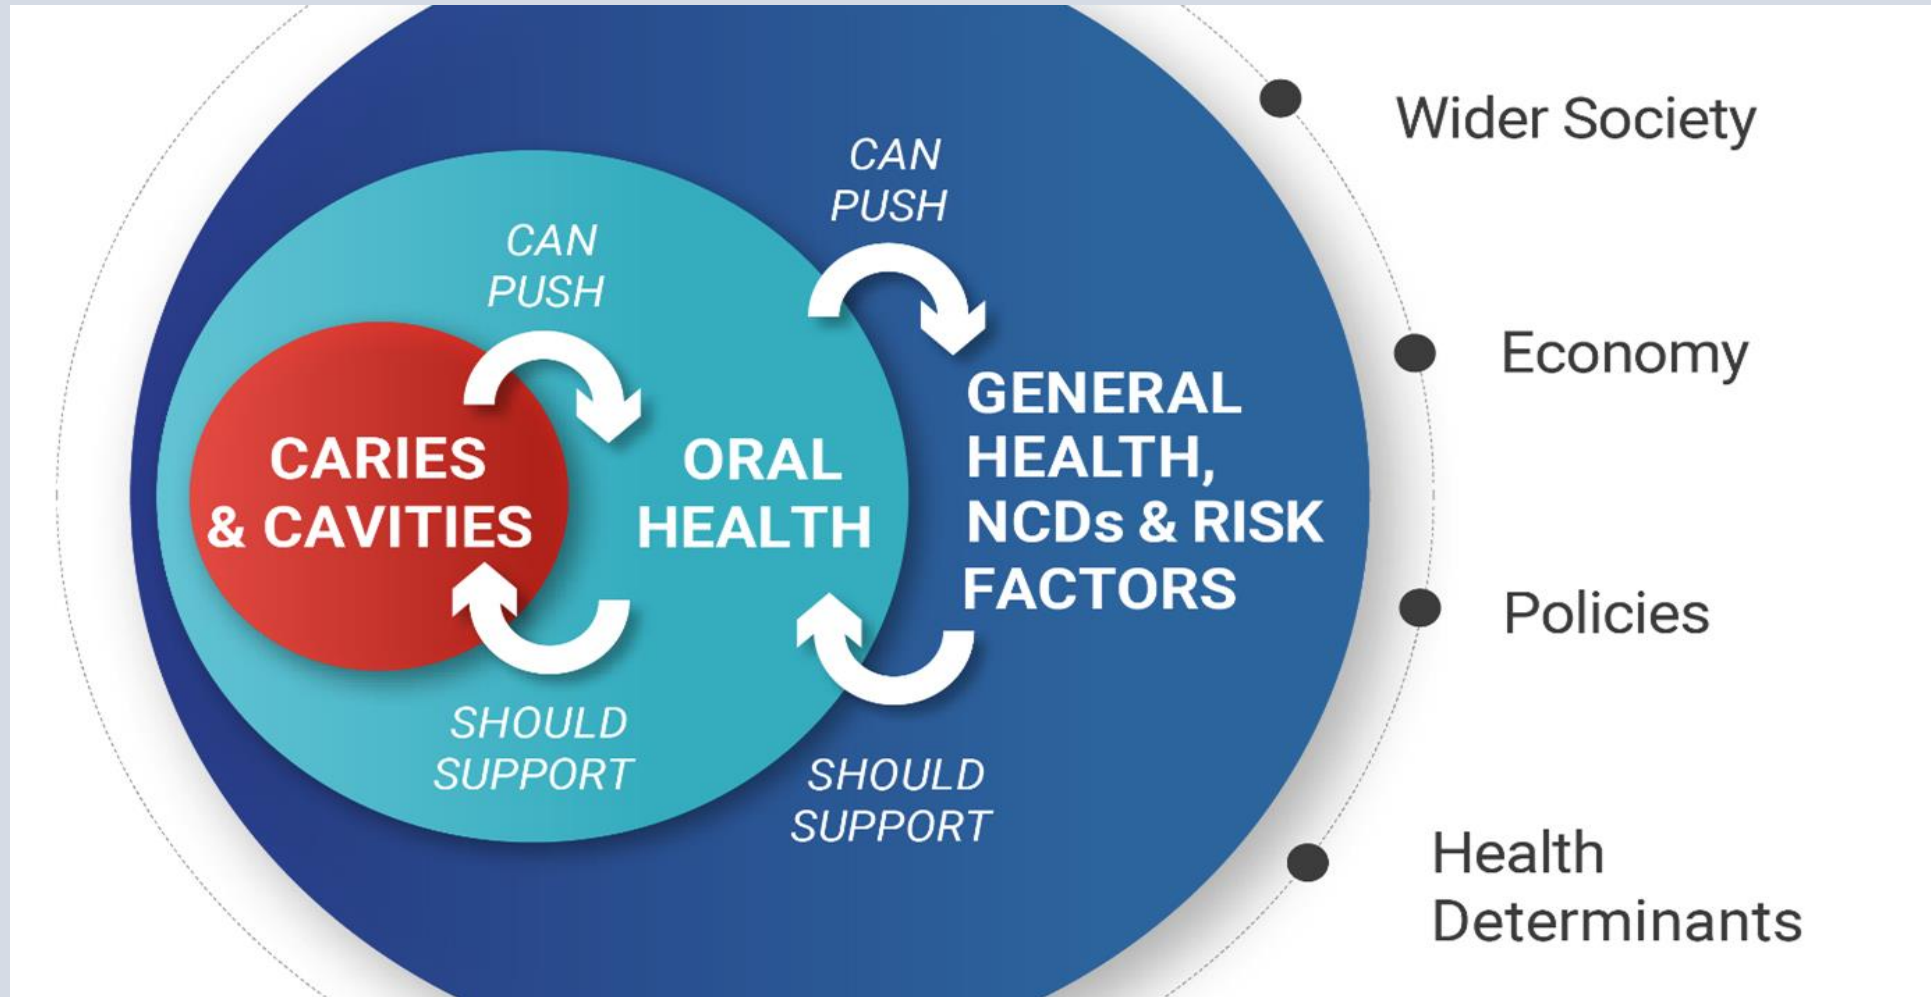 CAN
PUSH
CAN
PUSH
CARIES
& CAVITIES
ORAL
HEALTH
GENERAL
HEALTH,
NCDs & RISK
FACTORS
SHOULD
SUPPORT
SHOULD
SUPPORT
Wider Society
Economy
Policies
Health
Determinants